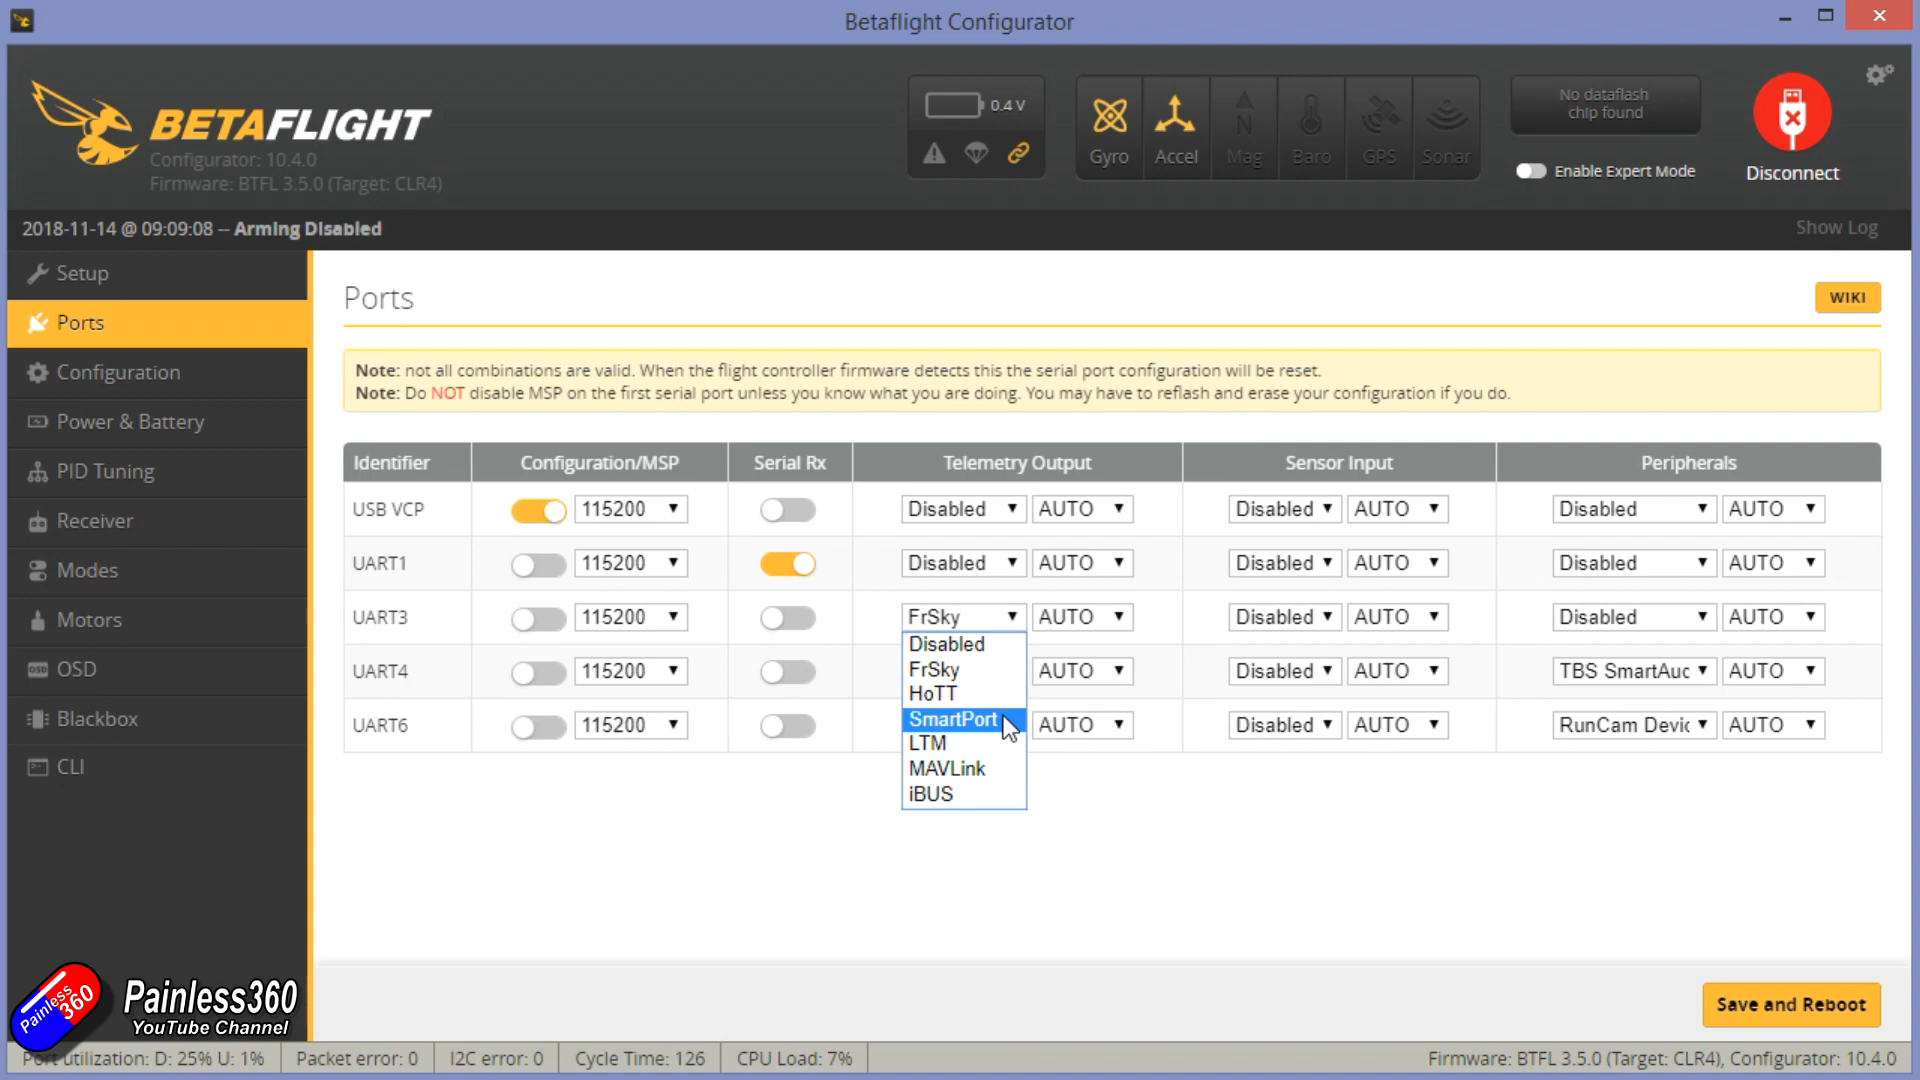 Betaflight Configurator
BETAFLIGHT
Configurator: 10.4.0
Firmware: BTFL 3.5.0 (Target: CLR4)
0.4 V
Gyro
Accel
Mag
Baro
GPS
Sonar
No dataflash
chip found
Enable Expert Mode
Disconnect
2018-11-14 @ 09:09:08 -- Arming Disabled
Show Log
Setup
Ports
Configuration
Power & Battery
PID Tuning
Receiver
Modes
Motors
OSD
Blackbox
CLI
Ports
WIKI
Note: not all combinations are valid. When the flight controller firmware detects this the serial port configuration will be reset.
Note: Do NOT disable MSP on the first serial port unless you know what you are doing. You may have to reflash and erase your configuration if you do.
Identifier Configuration/MSP Serial Rx Telemetry Output Sensor Input Peripherals
USB VCP 115200 Disabled AUTO Disabled AUTO Disabled AUTO
UART1 115200 Disabled AUTO Disabled AUTO Disabled AUTO
UART3 115200 FrSky AUTO Disabled AUTO Disabled AUTO
UART4 115200 AUTO Disabled AUTO TBS SmartAuc AUTO
UART6 115200 AUTO Disabled AUTO RunCam Devic AUTO
Disabled
FrSky
HoTT
SmartPort
LTM
MAVLink
iBUS
Save and Reboot
Painless 360
Painless360
YouTube Channel
Port utilization: D: 25% U: 1% Packet error: 0 I2C error: 0 Cycle Time: 126 CPU Load: 7% Firmware: BTFL 3.5.0 (Target: CLR4), Configurator: 10.4.0